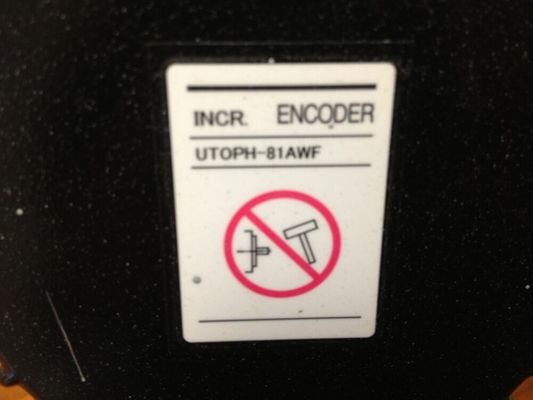 INCR. ENCODER
UTOPH-81AWF